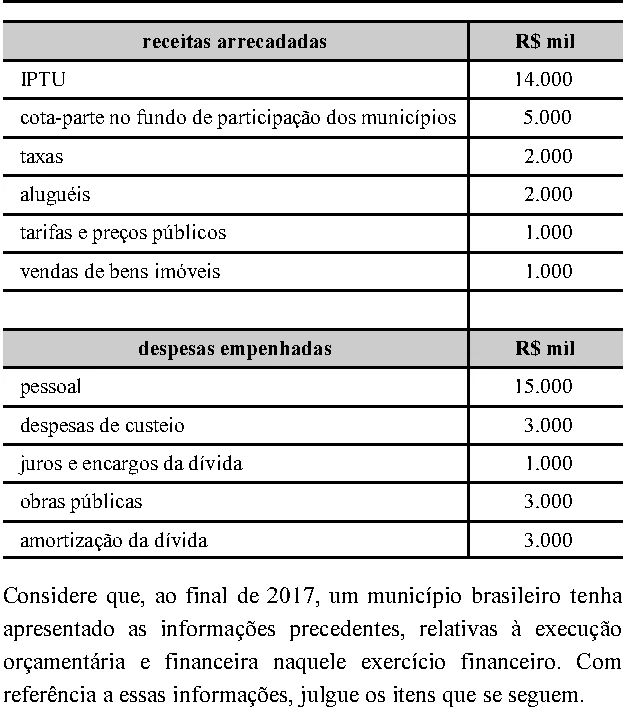 receitas arrecadadas R$ mil
IPTU 14.000
cota-parte no fundo de participação dos municípios 5.000
taxas 2.000
aluguéis 2.000
tarifas e preços públicos 1.000
vendas de bens imóveis 1.000
despesas empenhadas R$ mil
pessoal 15.000
despesas de custeio 3.000
juros e encargos da dívida 1.000
obras públicas 3.000
amortização da dívida 3.000
Considere que, ao final de 2017, um município brasileiro tenha
apresentado as informações precedentes, relativas à execução
orçamentária e financeira naquele exercício financeiro. Com
referência a essas informações, julgue os itens que se seguem.